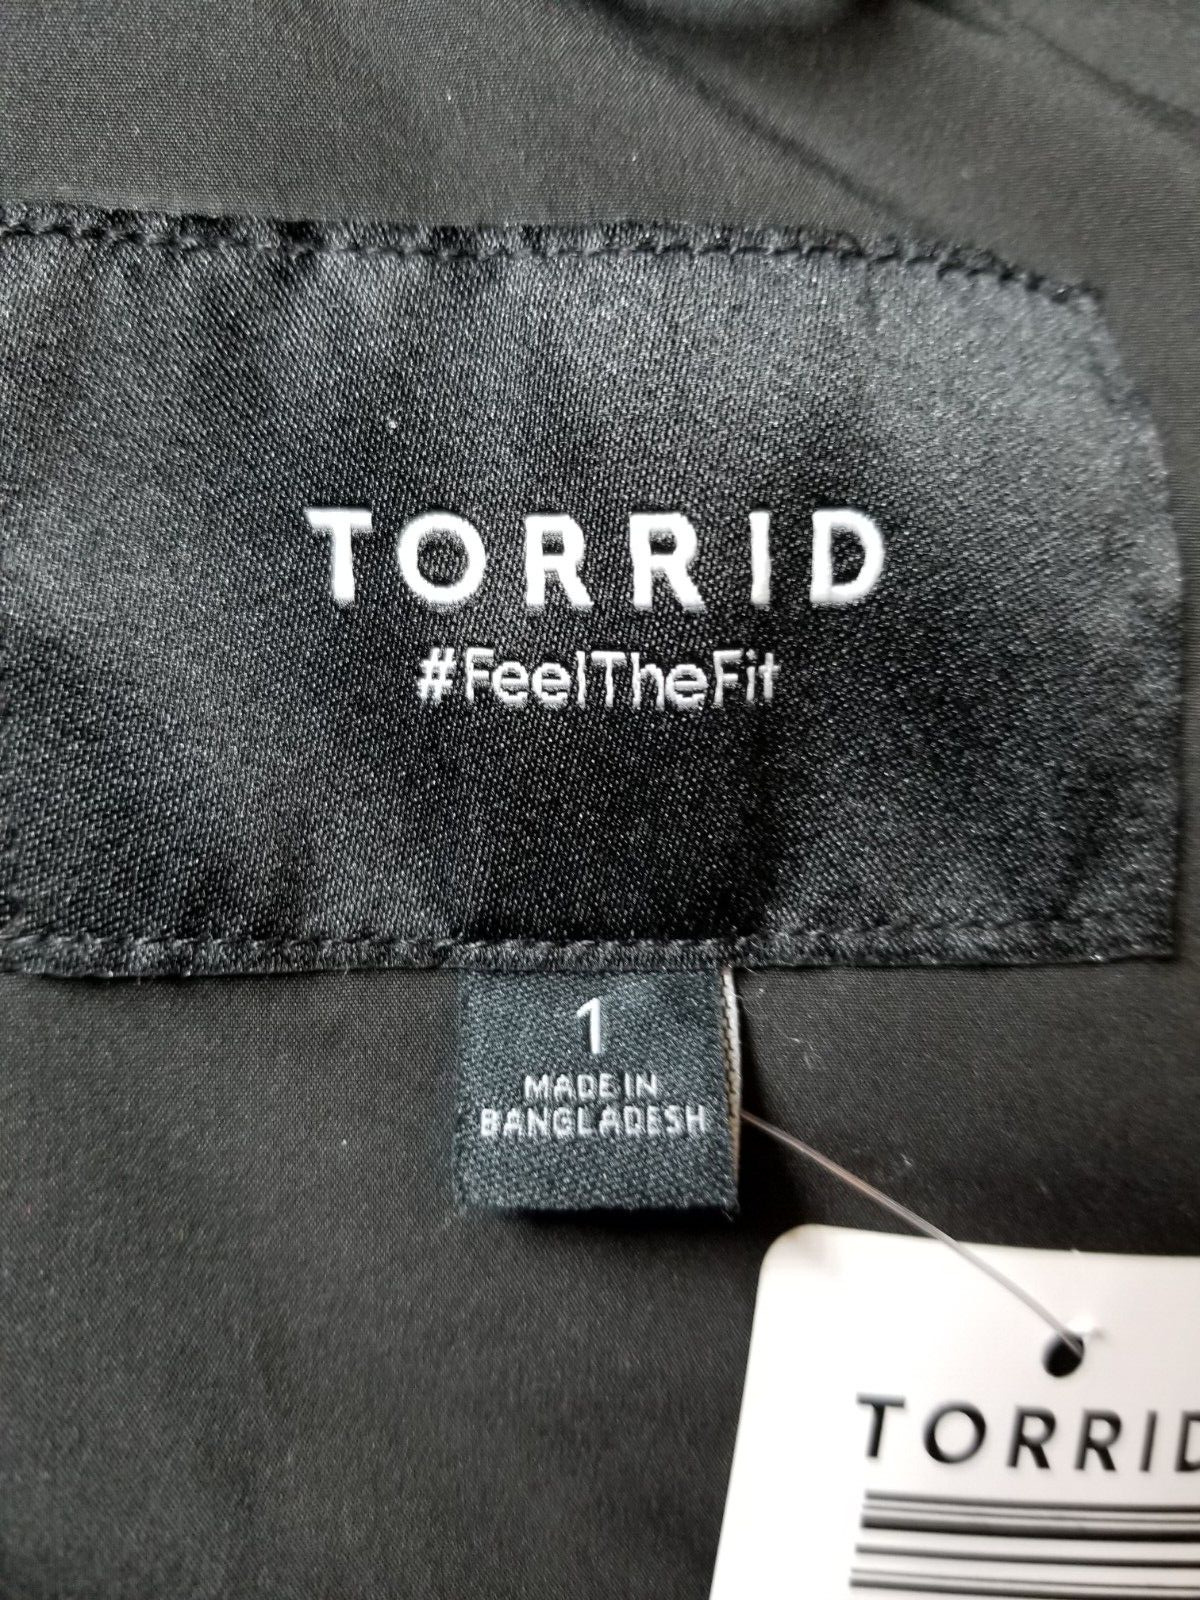 TORRID
#FeelTheFit
1
MADE IN
BANGLADESH
TORRID